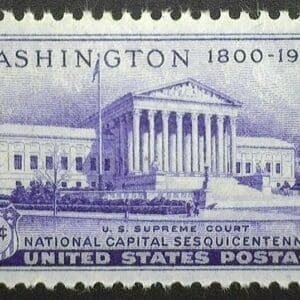 ASHINGTON 1800-19
¢
U. S. SUPREME COURT
NATIONAL CAPITAL SESQUICENTENN
UNITED STATES POSTA